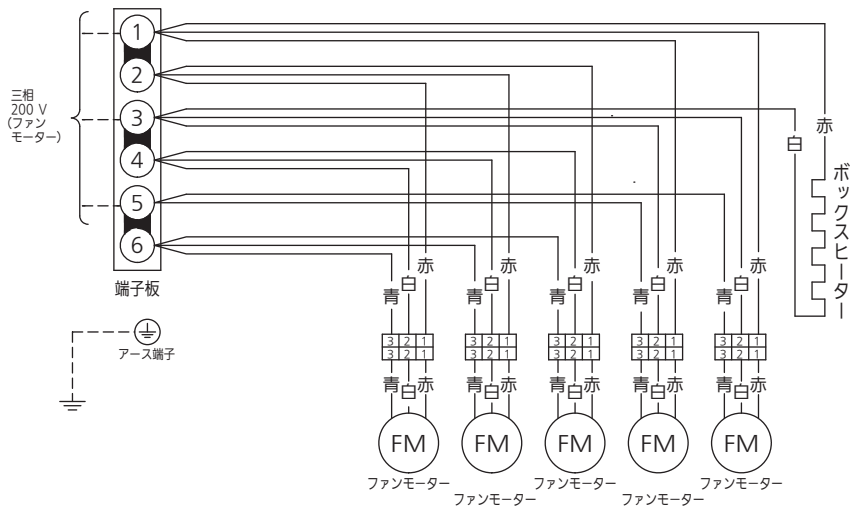 三相
200 V
(ファン
モーター)
1
2
3
4
5
6
端子板
アース端子
赤
白
ボックスヒーター
青 白 赤 青 白 赤 青 白 赤 青 白 赤 青 白 赤
3 2 1 3 2 1 3 2 1 3 2 1 3 2 1
3 2 1 3 2 1 3 2 1 3 2 1 3 2 1
青 白 赤 青 白 赤 青 白 赤 青 白 赤 青 白 赤
FM FM FM FM FM
ファンモーター ファンモーター ファンモーター ファンモーター ファンモーター